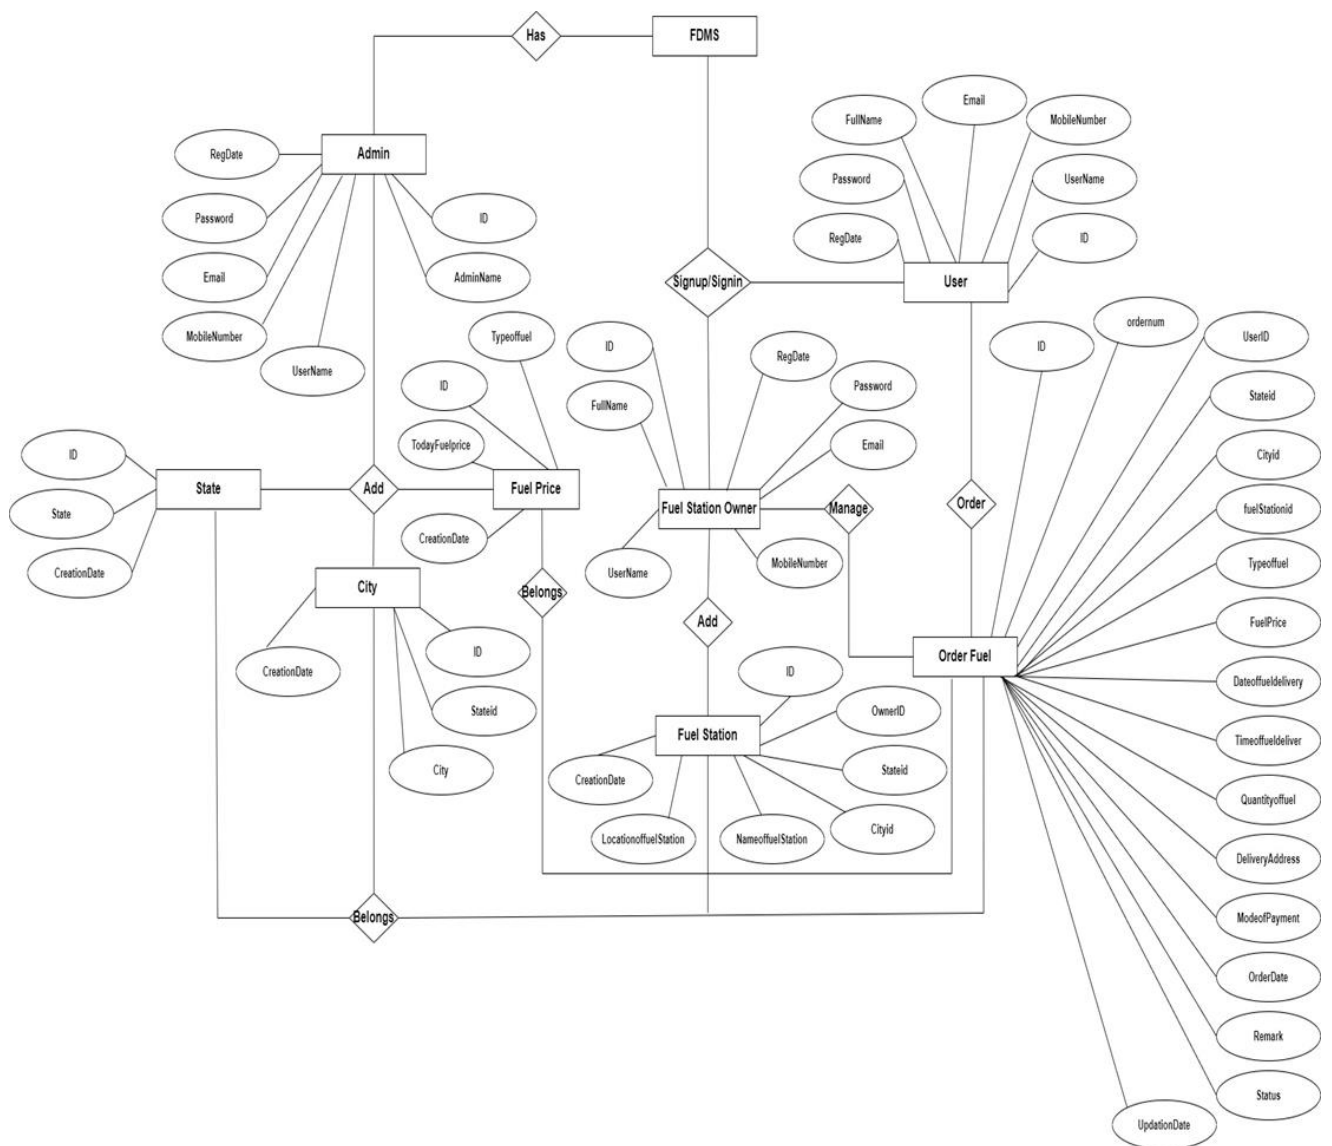 Has
FDMS
Email
FullName
MobileNumber
RegDate
Admin
Password
UserName
Password
ID
RegDate
ID
User
Email
AdminName
Signup/Signin
MobileNumber
UserName
Typeoffuel
ID
ordernum
UserID
ID
RegDate
ID
Password
Stateid
FullName
TodayFuelprice
Email
Cityid
ID
State
Add
Fuel Price
Fuel Station Owner
Manage
Order
fuelStationid
State
CreationDate
CreationDate
UserName
MobileNumber
Typeoffuel
City
Belongs
Add
FuelPrice
CreationDate
ID
Order Fuel
ID
Dateoffueldelivery
Stateid
OwnerID
Fuel Station
Timeoffueldeliver
City
CreationDate
Stateid
Quantityoffuel
LocationoffuelStation
NameoffuelStation
Cityid
DeliveryAddress
Belongs
ModeofPayment
OrderDate
Remark
Status
UpdationDate